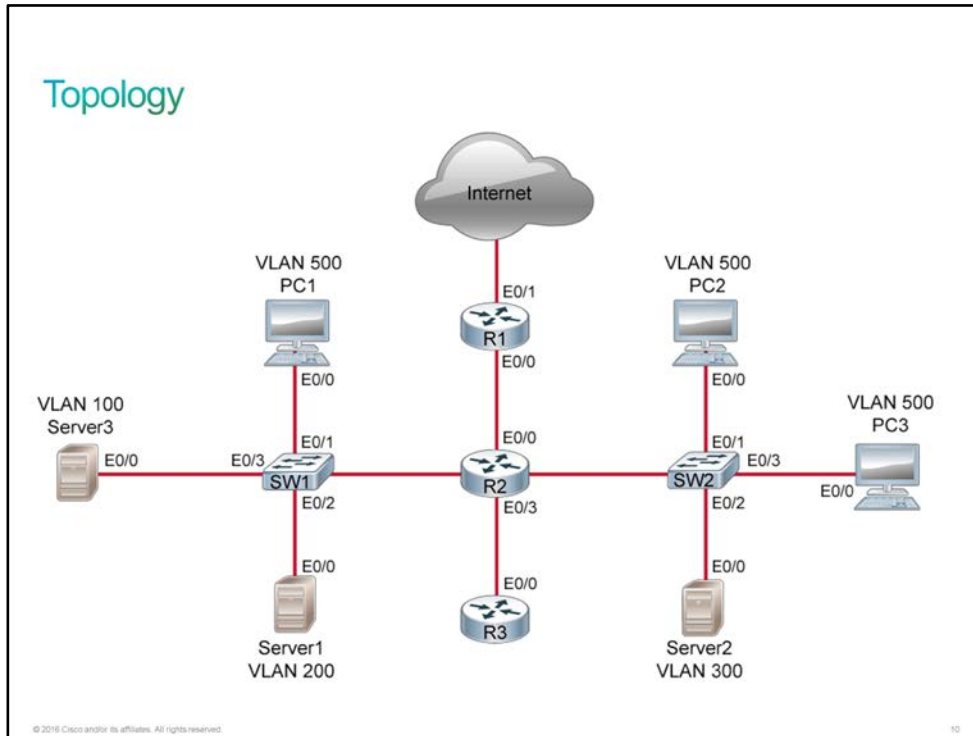 Topology
Internet
VLAN 500
PC1
E0/1
VLAN 500
PC2
R1
E0/0
E0/0
E0/0
VLAN 100
Server3
VLAN 500
PC3
E0/0
E0/3
E0/1
SW1
E0/0
R2
E0/1
SW2
E0/3
E0/0
E0/2
E0/3
E0/2
E0/0
E0/0
E0/0
R3
Server1
VLAN 200
Server2
VLAN 300
© 2016 Cisco and/or its affiliates. All rights reserved.
10